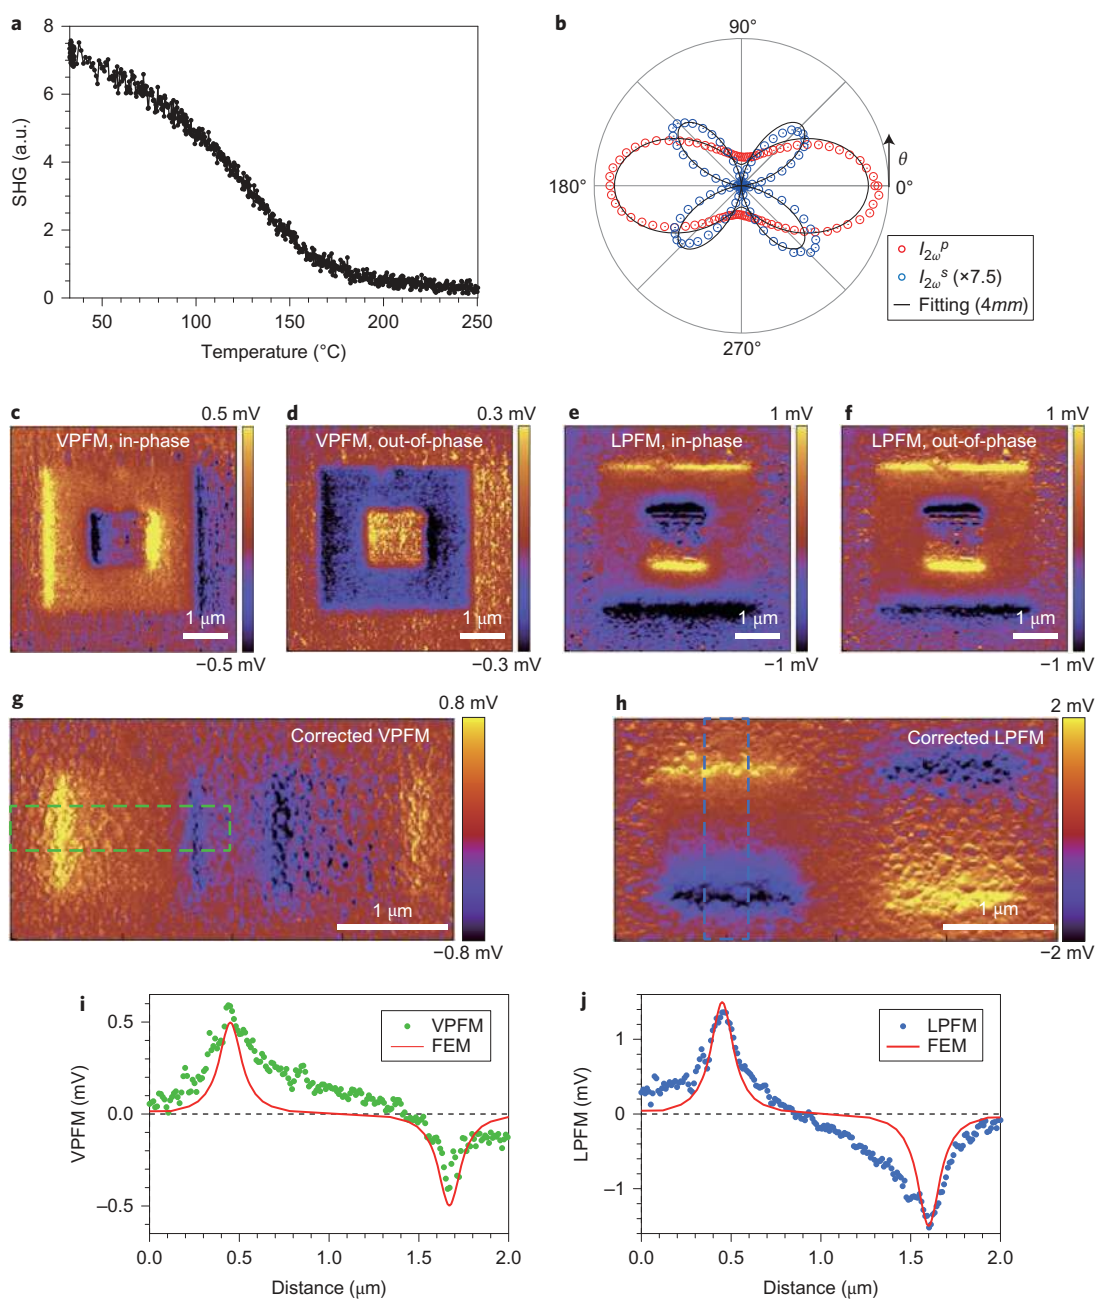 a
8
6
4
2
0
SHG (a.u.)
50
100
150
200
250
Temperature (°C)
b
90°
180°
0°
θ
270°
I2ωp
I2ωs (×7.5)
Fitting (4mm)
c
0.5 mV
VPFM, in-phase
1 μm
−0.5 mV
d
0.3 mV
VPFM, out-of-phase
1 μm
−0.3 mV
e
1 mV
LPFM, in-phase
1 μm
−1 mV
f
1 mV
LPFM, out-of-phase
1 μm
−1 mV
g
0.8 mV
Corrected VPFM
1 μm
−0.8 mV
h
2 mV
Corrected LPFM
1 μm
−2 mV
i
VPFM
FEM
0.5
0.0
−0.5
VPFM (mV)
0.0
0.5
1.0
1.5
2.0
Distance (μm)
j
LPFM
FEM
1
0
−1
LPFM (mV)
0.0
0.5
1.0
1.5
2.0
Distance (μm)